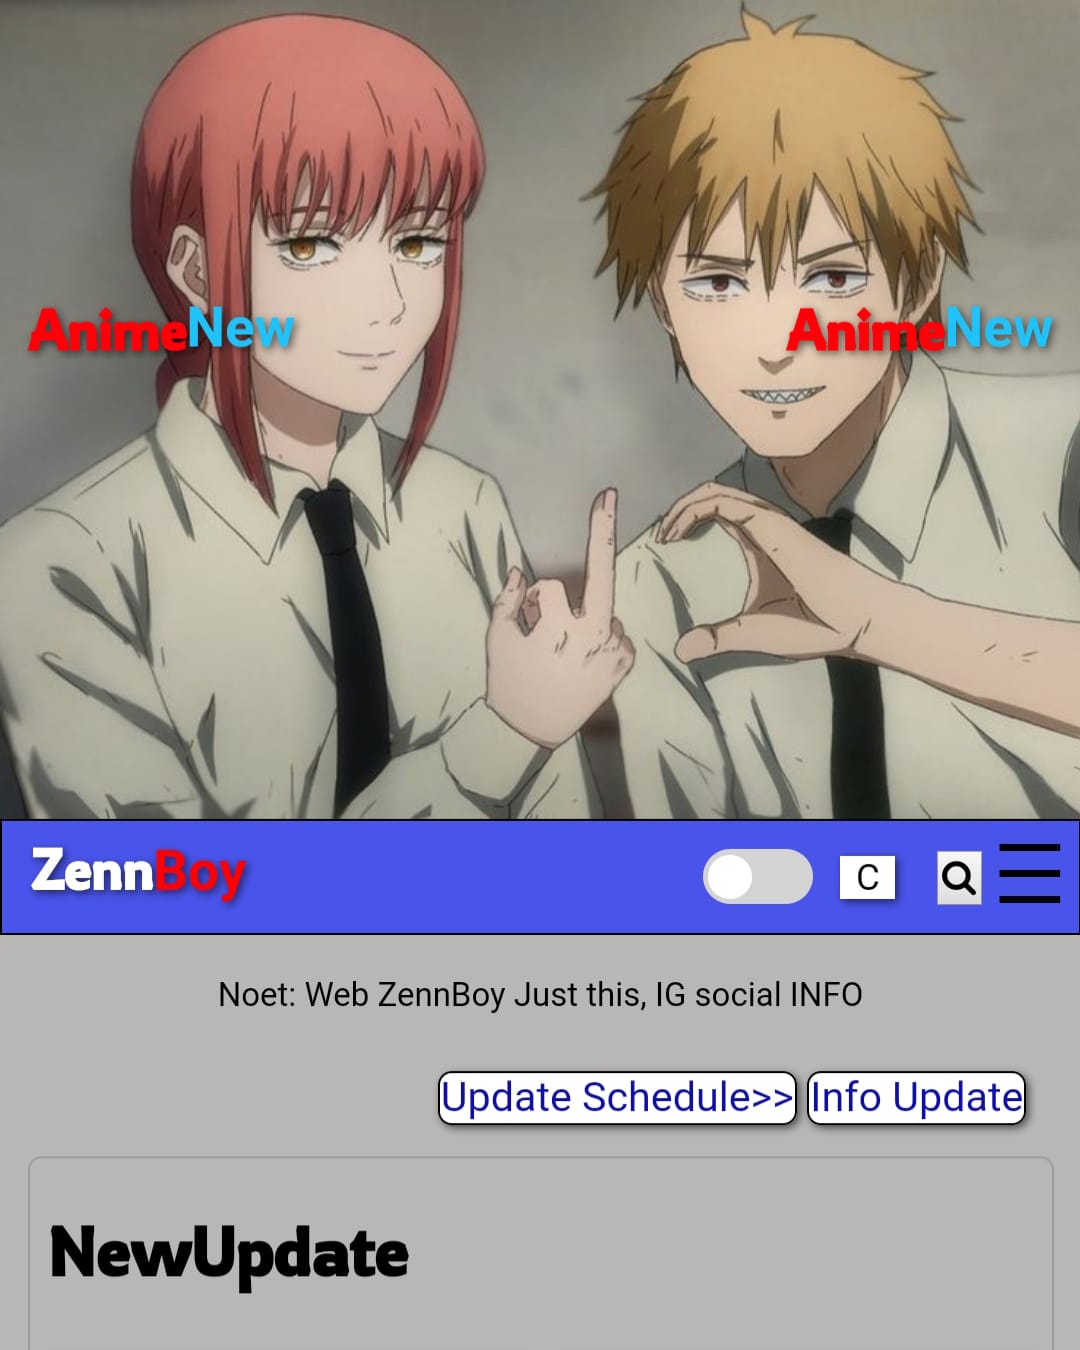 AnimeNew AnimeNew
ZennBoy C
Noet: Web ZennBoy Just this, IG social INFO
Update Schedule>> Info Update
NewUpdate